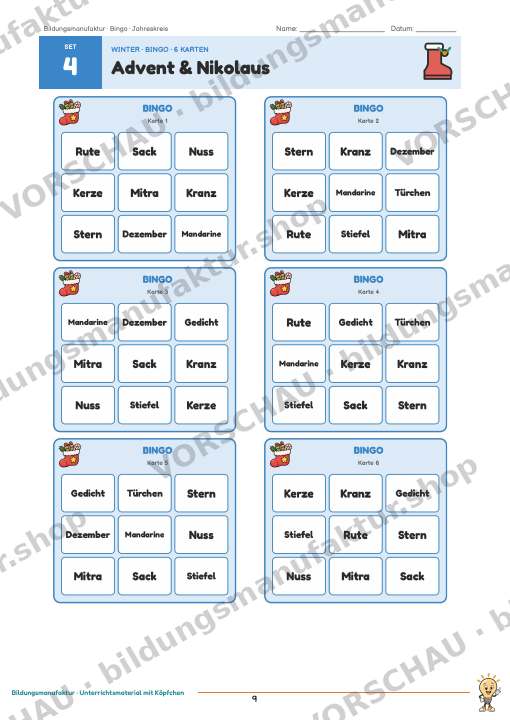 Bildungsmanufaktur · Bingo · Jahreskreis Name: Datum:
SET
4
WINTER · BINGO · 6 KARTEN
Advent & Nikolaus
BINGO
Karte 1
Rute Sack Nuss
Kerze Mitra Kranz
Stern Dezember Mandarine
BINGO
Karte 2
Stern Kranz Dezember
Kerze Mandarine Türchen
Rute Stiefel Mitra
BINGO
Karte 3
Mandarine Dezember Gedicht
Mitra Sack Kranz
Nuss Stiefel Kerze
BINGO
Karte 4
Rute Gedicht Türchen
Mandarine Kerze Kranz
Stiefel Sack Stern
BINGO
Karte 5
Gedicht Türchen Stern
Dezember Mandarine Nuss
Mitra Sack Stiefel
BINGO
Karte 6
Kerze Kranz Gedicht
Stiefel Rute Stern
Nuss Mitra Sack
VORSCHAU · bildungsmanufaktur.shop
VORSCHAU · bildungsmanufaktur.shop
Bildungsmanufaktur · Unterrichtsmaterial mit Köpfchen
9